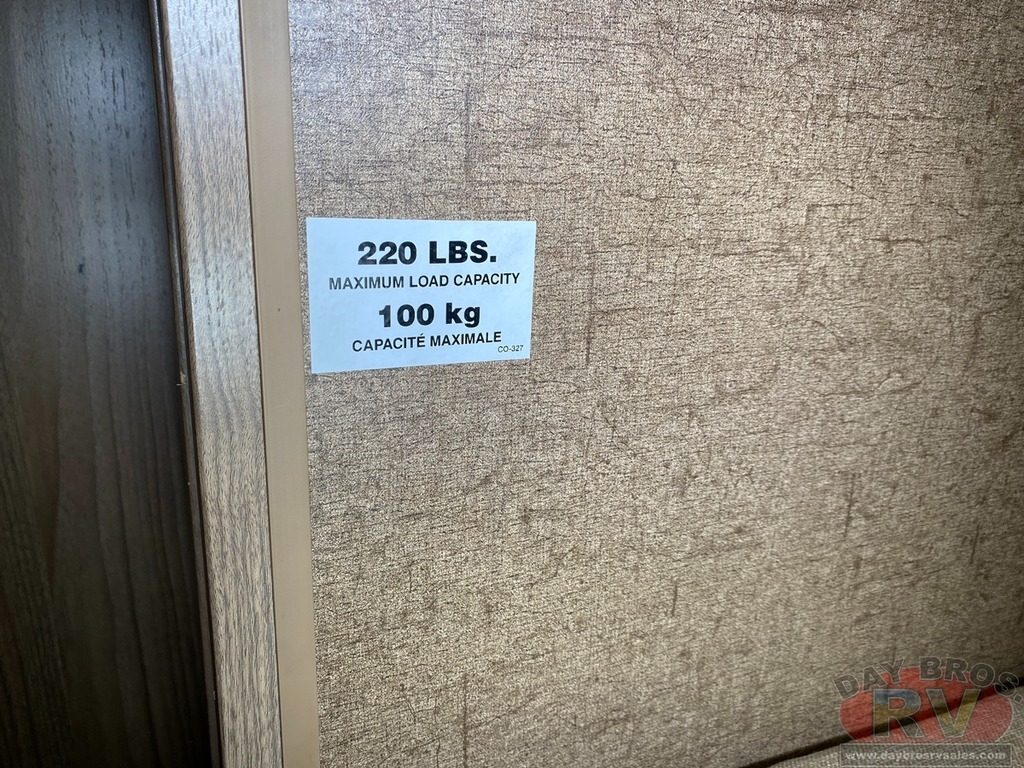 220 LBS.
MAXIMUM LOAD CAPACITY
100 kg
CAPACITÉ MAXIMALE
CO-327
DAY BROS
RV
www.daybrosrvsales.com